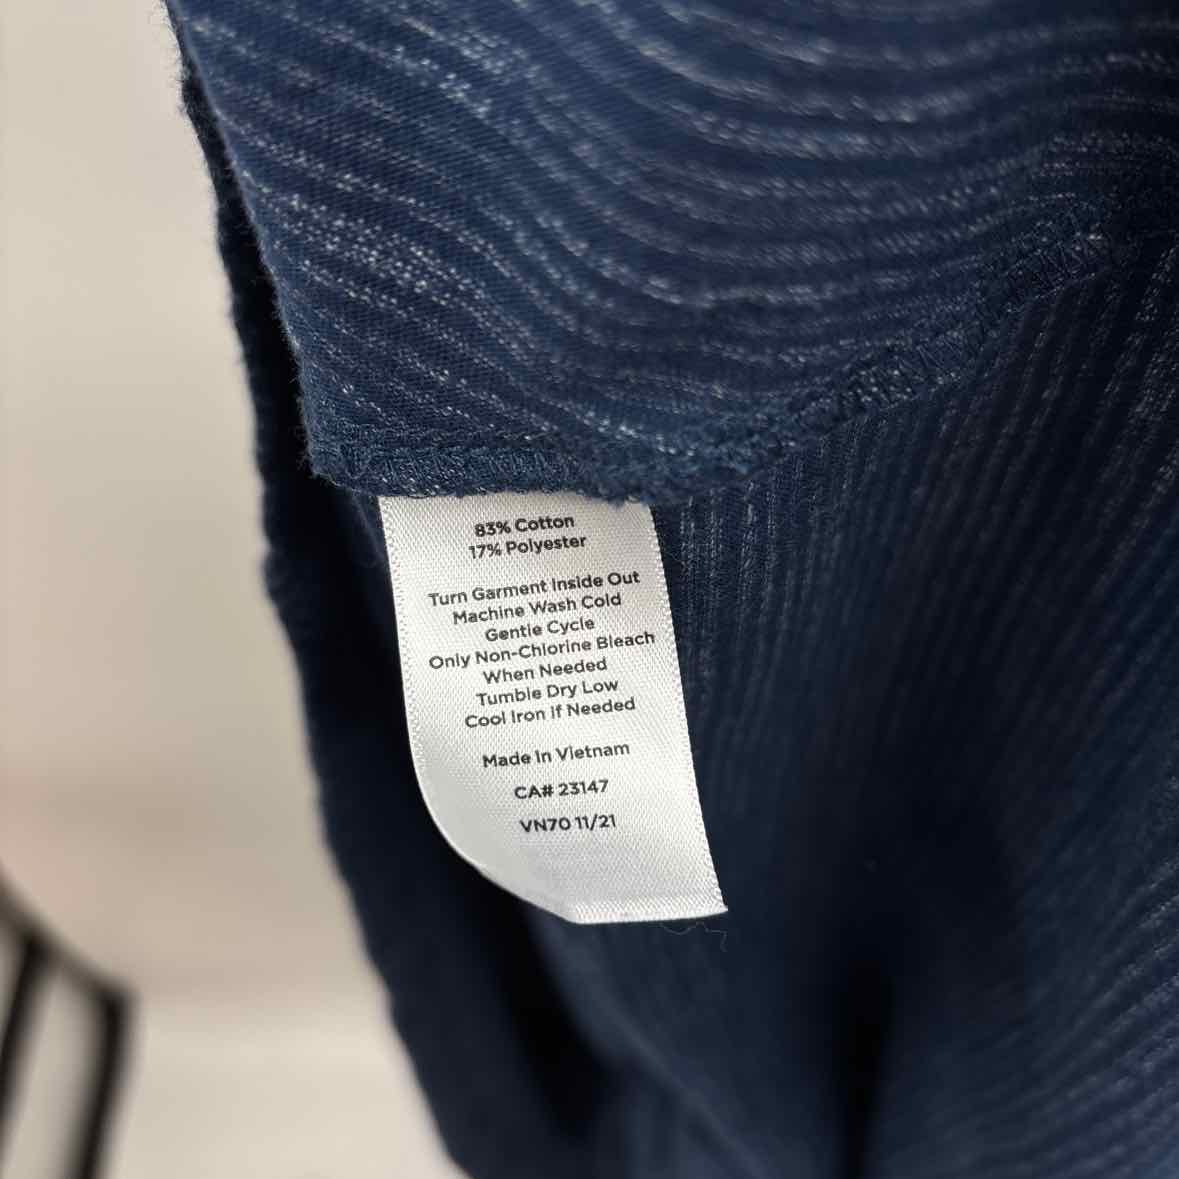 83% Cotton
17% Polyester
Turn Garment Inside Out
Machine Wash Cold
Gentle Cycle
Only Non-Chlorine Bleach
When Needed
Tumble Dry Low
Cool Iron If Needed
Made In Vietnam
CA# 23147
VN70 11/21